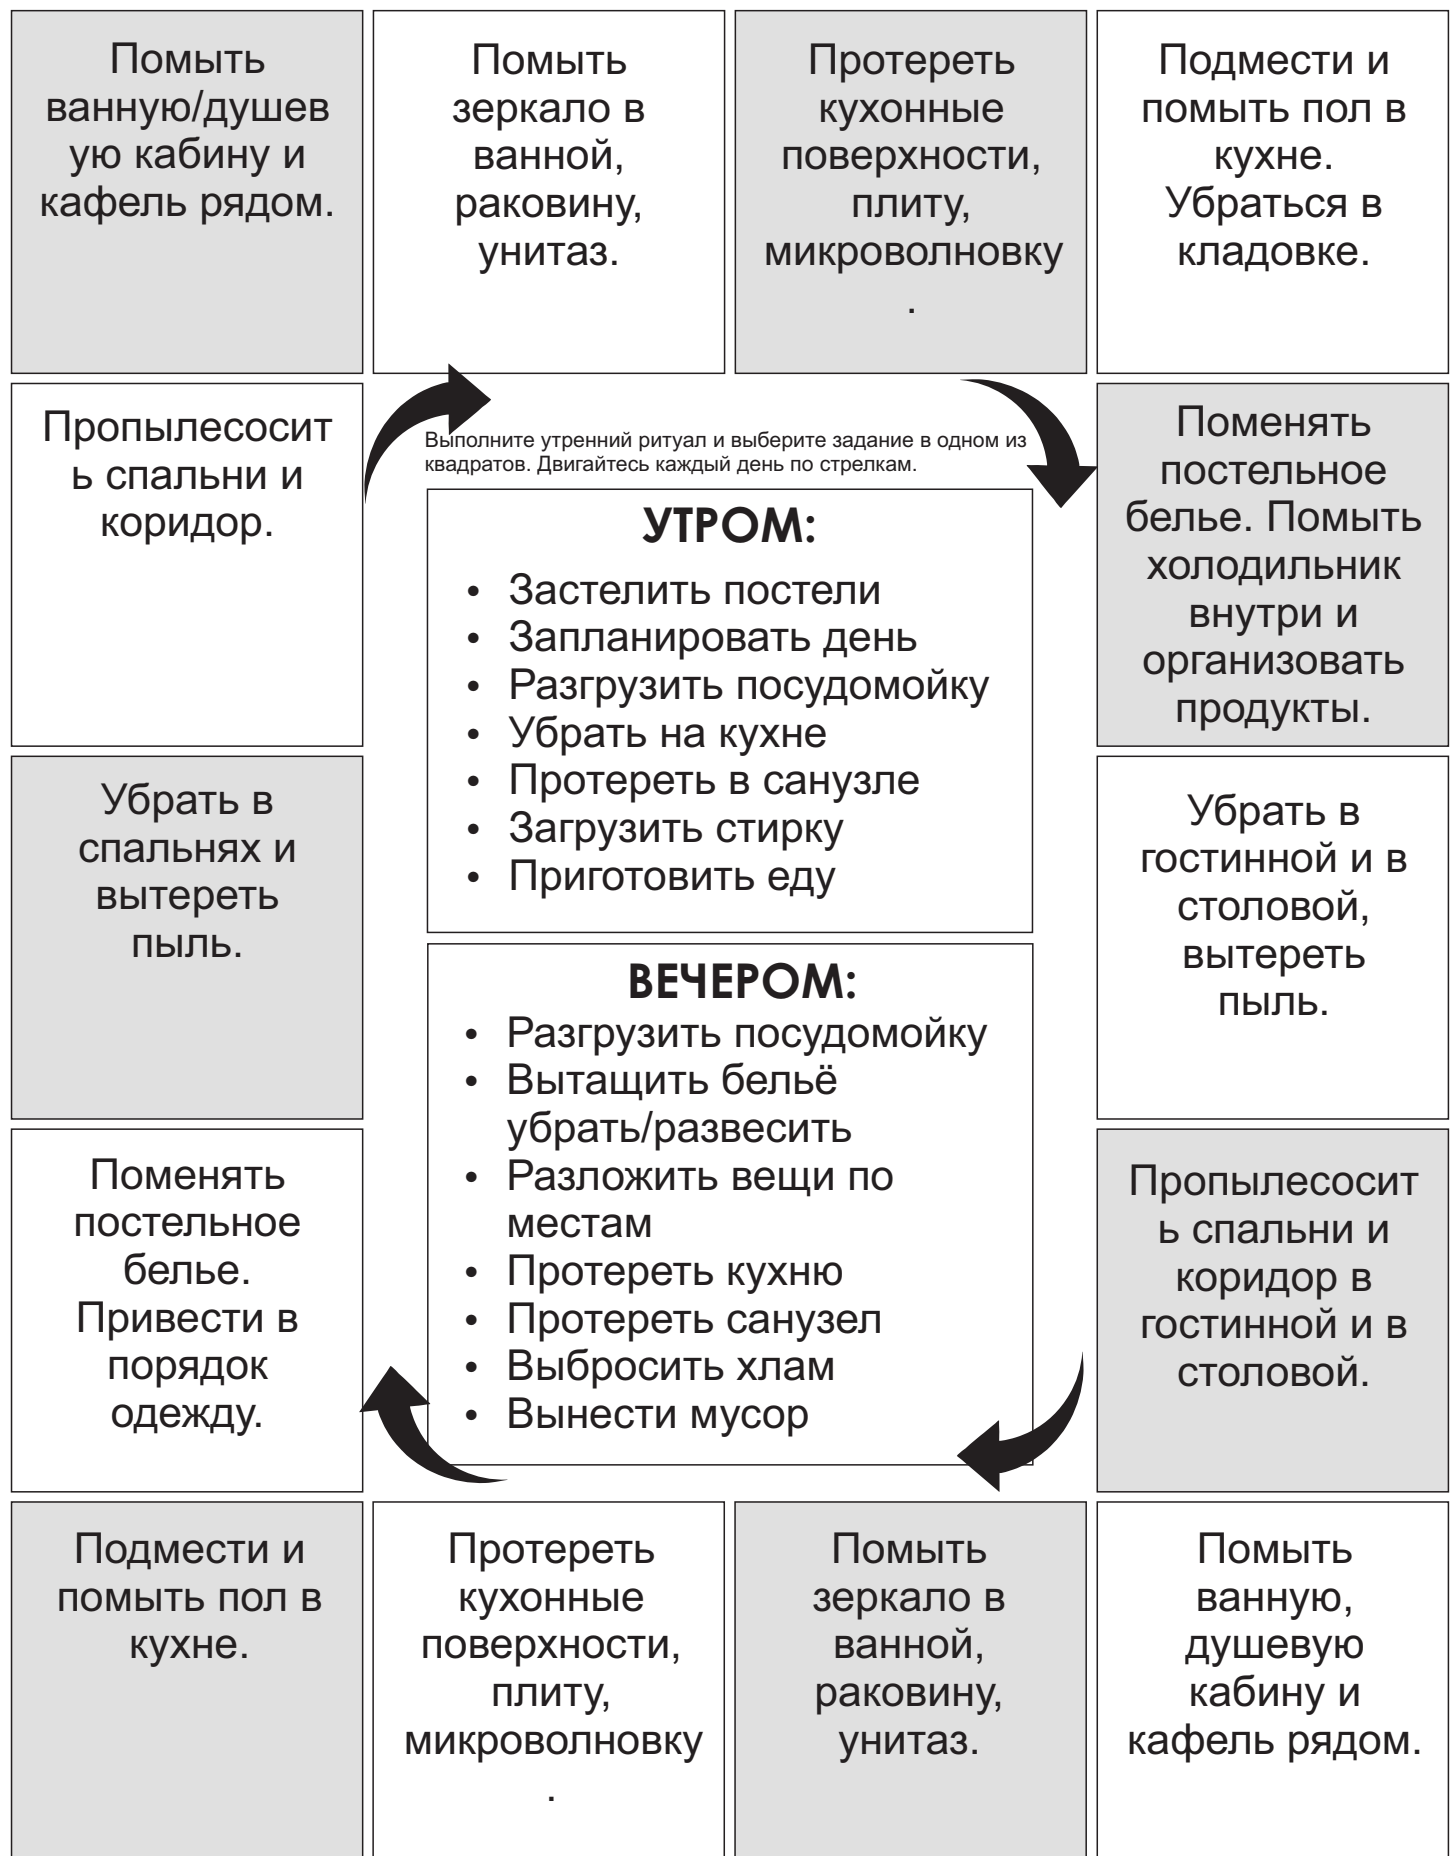 Помыть
ванную/душев
ую кабину и
кафель рядом.
Помыть
зеркало в
ванной,
раковину,
унитаз.
Протереть
кухонные
поверхности,
плиту,
микроволновку
.
Подмести и
помыть пол в
кухне.
Убраться в
кладовке.
Пропылесосит
ь спальни и
коридор.
Выполните утренний ритуал и выберите задание в одном из
квадратов. Двигайтесь каждый день по стрелкам.
Поменять
постельное
белье. Помыть
холодильник
внутри и
организовать
продукты.
УТРОМ:
• Застелить постели
• Запланировать день
• Разгрузить посудомойку
• Убрать на кухне
• Протереть в санузле
• Загрузить стирку
• Приготовить еду
Убрать в
спальнях и
вытереть
пыль.
Убрать в
гостинной и в
столовой,
вытереть
пыль.
ВЕЧЕРОМ:
• Разгрузить посудомойку
• Вытащить бельё
убрать/развесить
• Разложить вещи по
местам
• Протереть кухню
• Протереть санузел
• Выбросить хлам
• Вынести мусор
Поменять
постельное
белье.
Привести в
порядок
одежду.
Пропылесосит
ь спальни и
коридор в
гостинной и в
столовой.
Подмести и
помыть пол в
кухне.
Протереть
кухонные
поверхности,
плиту,
микроволновку
.
Помыть
зеркало в
ванной,
раковину,
унитаз.
Помыть
ванную,
душевую
кабину и
кафель рядом.